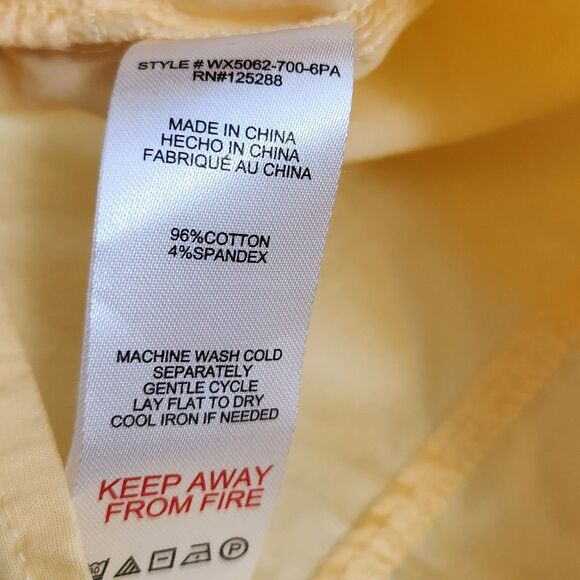 STYLE # WX5062-700-6PA
RN#125288
MADE IN CHINA
HECHO IN CHINA
FABRIQUÉ AU CHINA
96%COTTON
4%SPANDEX
MACHINE WASH COLD
SEPARATELY
GENTLE CYCLE
LAY FLAT TO DRY
COOL IRON IF NEEDED
KEEP AWAY
FROM FIRE
P